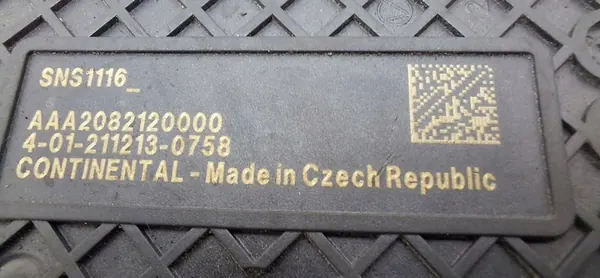 SNS1116_
AAA2082120000
4-01-211213-0758
CONTINENTAL - Made in Czech Republic